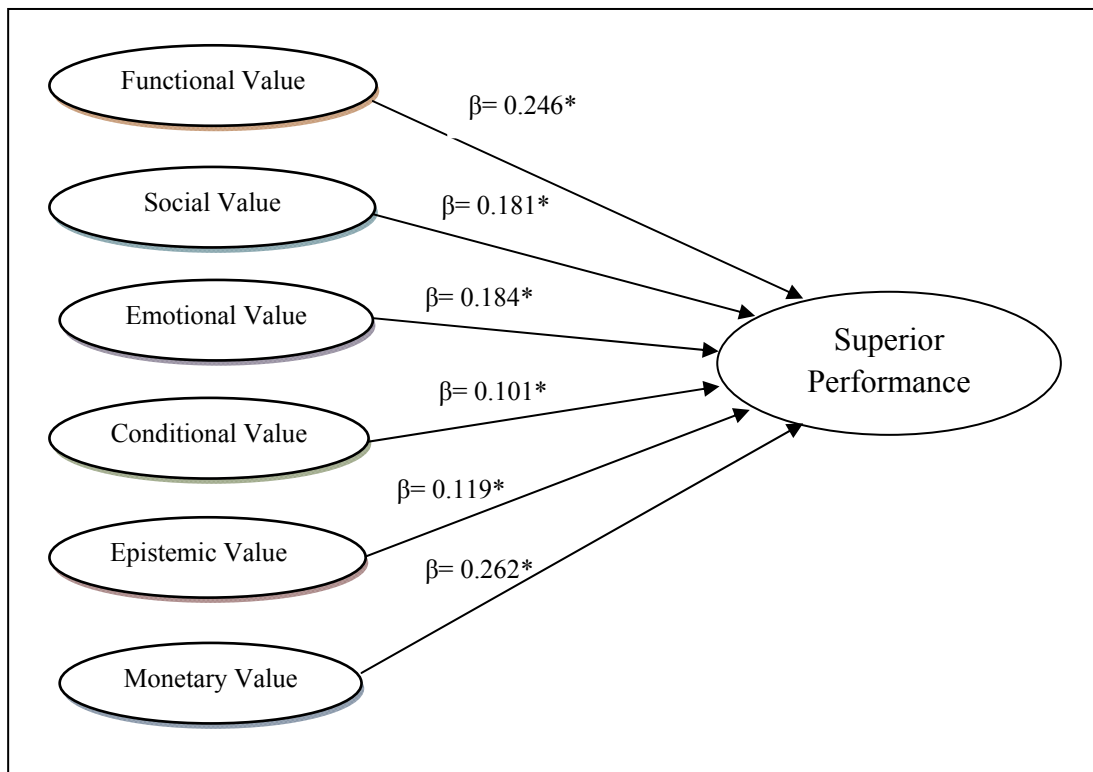 Functional Value
β= 0.246*
Social Value
β= 0.181*
Emotional Value
β= 0.184*
Superior
Performance
Conditional Value
β= 0.101*
β= 0.119*
Epistemic Value
β= 0.262*
Monetary Value